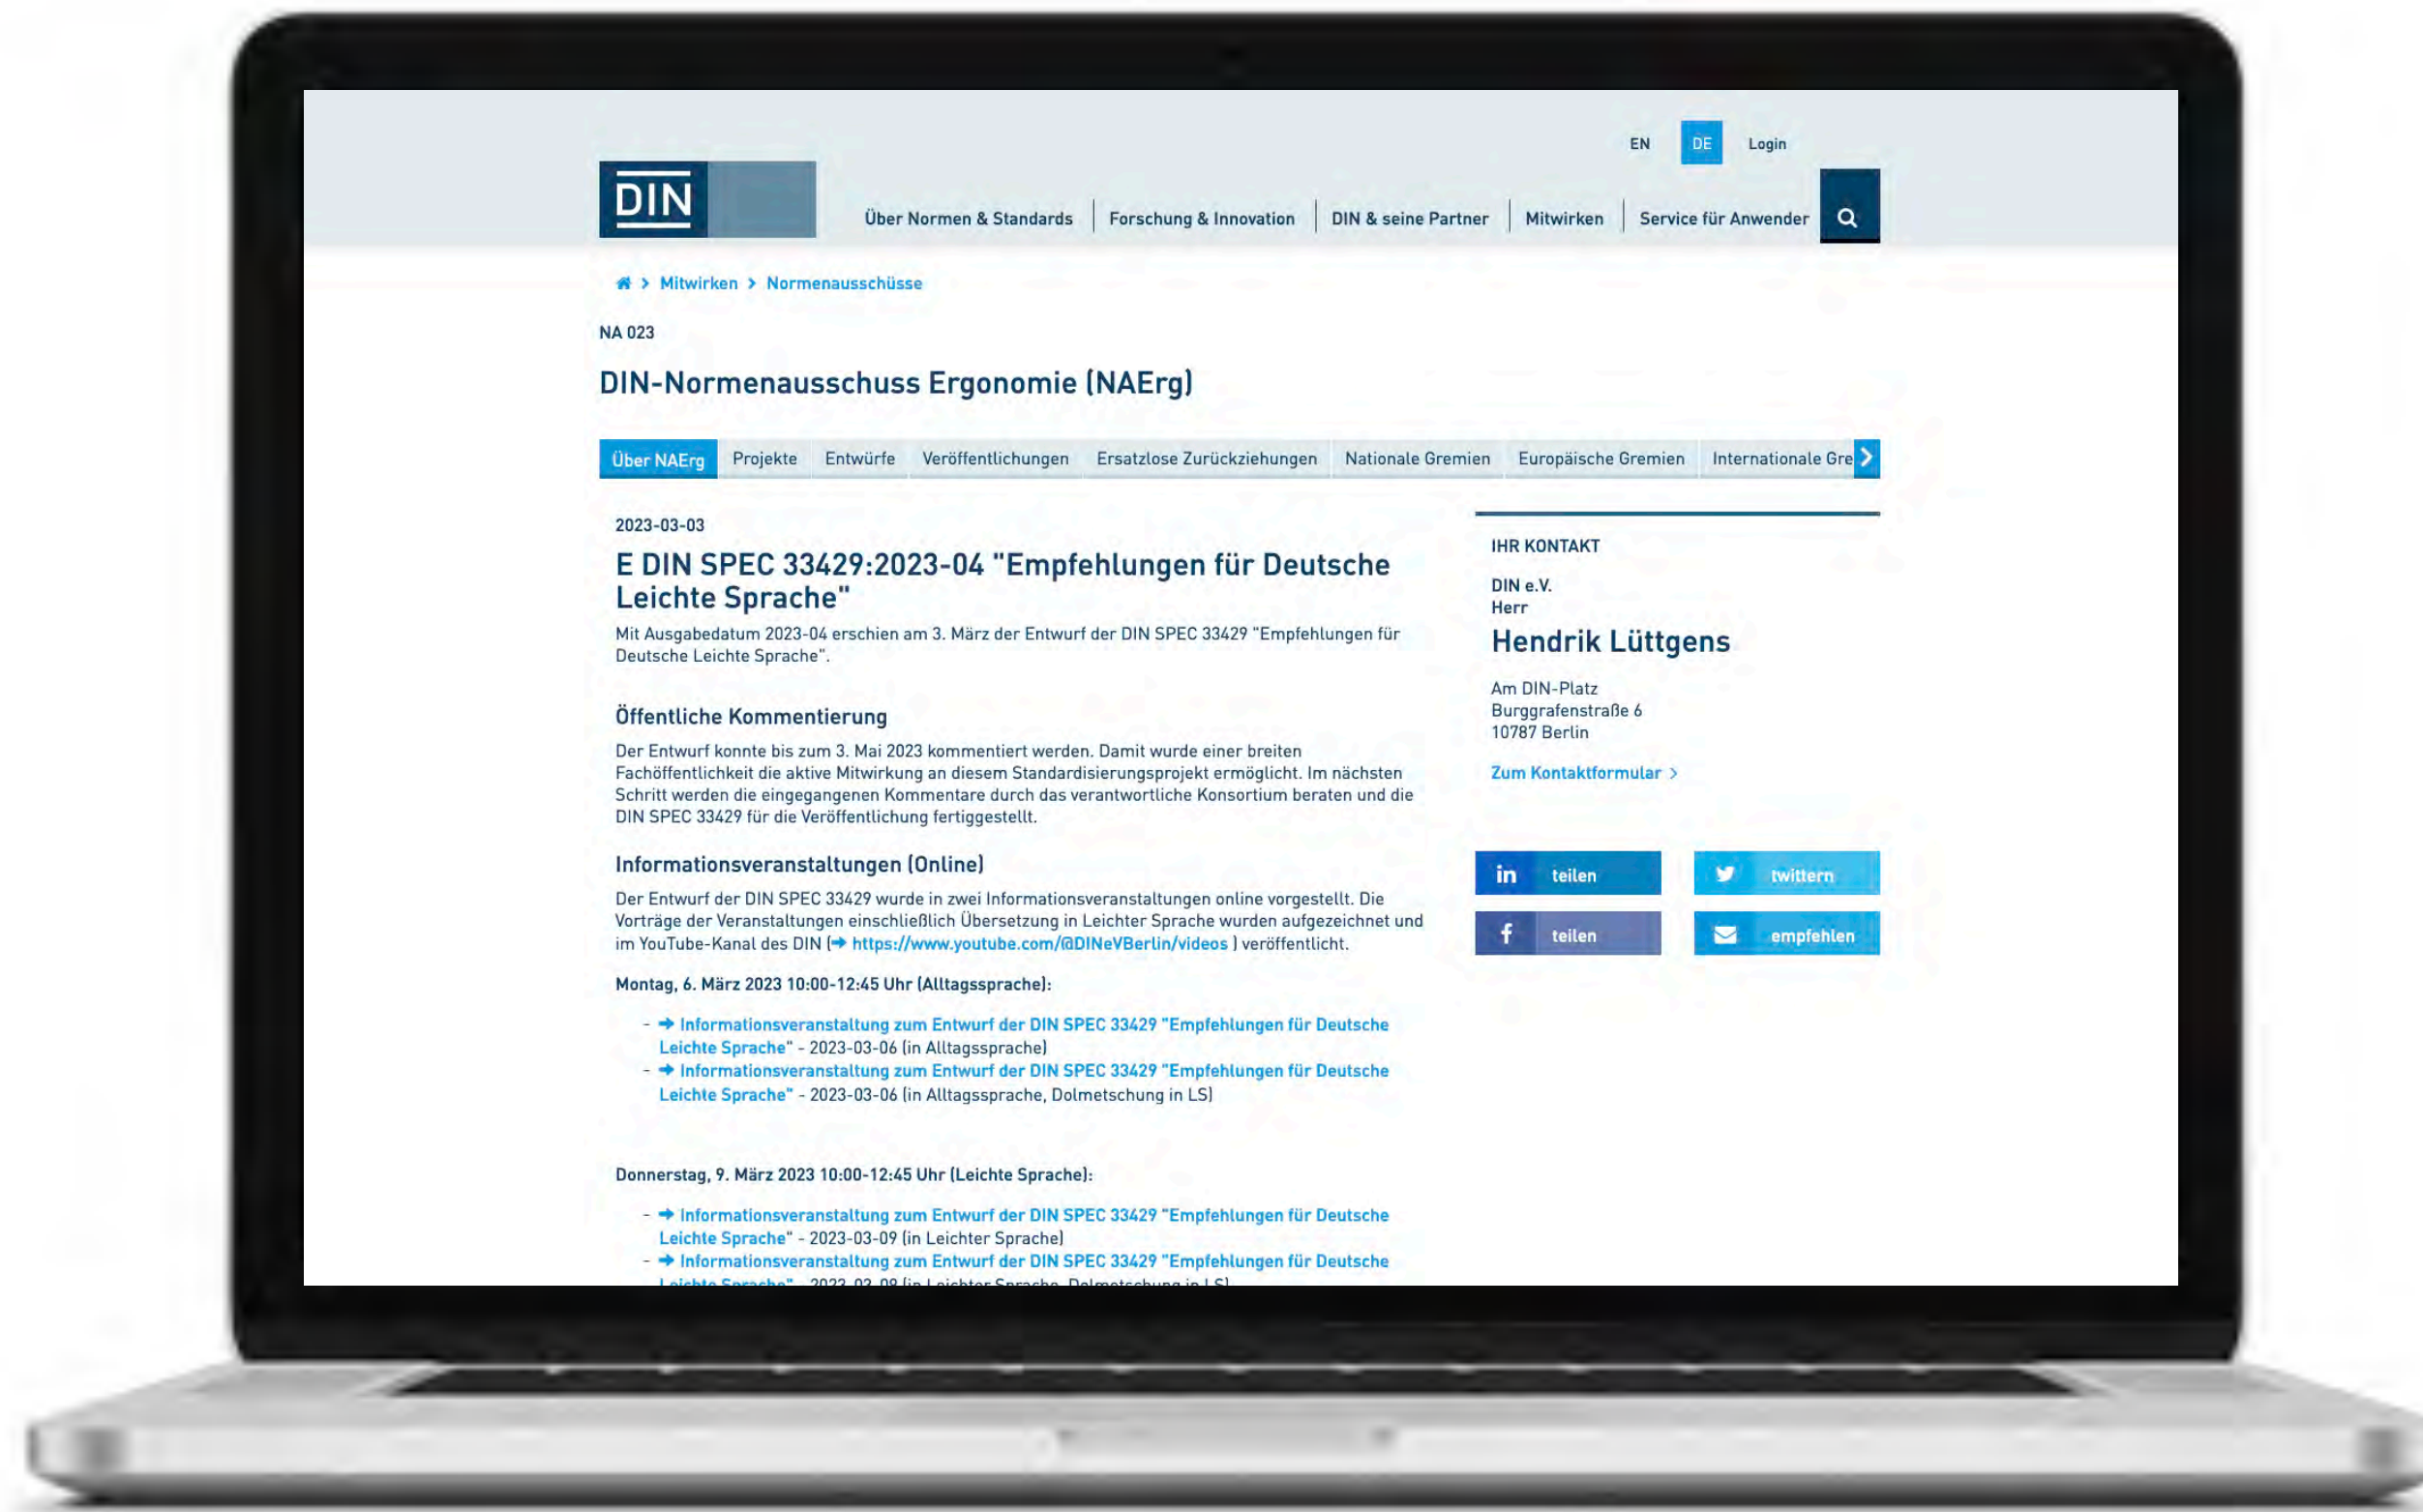 EN DE Login
DIN
Über Normen & Standards Forschung & Innovation DIN & seine Partner Mitwirken Service für Anwender
> Mitwirken > Normenausschüsse
NA 023
DIN-Normenausschuss Ergonomie (NAErg)
Über NAErg Projekte Entwürfe Veröffentlichungen Ersatzlose Zurückziehungen Nationale Gremien Europäische Gremien Internationale Gre
2023-03-03
E DIN SPEC 33429:2023-04 "Empfehlungen für Deutsche
Leichte Sprache"
Mit Ausgabedatum 2023-04 erschien am 3. März der Entwurf der DIN SPEC 33429 "Empfehlungen für
Deutsche Leichte Sprache".
Öffentliche Kommentierung
Der Entwurf konnte bis zum 3. Mai 2023 kommentiert werden. Damit wurde einer breiten
Fachöffentlichkeit die aktive Mitwirkung an diesem Standardisierungsprojekt ermöglicht. Im nächsten
Schritt werden die eingegangenen Kommentare durch das verantwortliche Konsortium beraten und die
DIN SPEC 33429 für die Veröffentlichung fertiggestellt.
Informationsveranstaltungen (Online)
Der Entwurf der DIN SPEC 33429 wurde in zwei Informationsveranstaltungen online vorgestellt. Die
Vorträge der Veranstaltungen einschließlich Übersetzung in Leichter Sprache wurden aufgezeichnet und
im YouTube-Kanal des DIN (➔ https://www.youtube.com/@DINeVBerlin/videos ) veröffentlicht.
Montag, 6. März 2023 10:00-12:45 Uhr (Alltagssprache):
- ➔ Informationsveranstaltung zum Entwurf der DIN SPEC 33429 "Empfehlungen für Deutsche
Leichte Sprache" - 2023-03-06 (in Alltagssprache)
- ➔ Informationsveranstaltung zum Entwurf der DIN SPEC 33429 "Empfehlungen für Deutsche
Leichte Sprache" - 2023-03-06 (in Alltagssprache, Dolmetschung in LS)
Donnerstag, 9. März 2023 10:00-12:45 Uhr (Leichte Sprache):
- ➔ Informationsveranstaltung zum Entwurf der DIN SPEC 33429 "Empfehlungen für Deutsche
Leichte Sprache" - 2023-03-09 (in Leichter Sprache)
- ➔ Informationsveranstaltung zum Entwurf der DIN SPEC 33429 "Empfehlungen für Deutsche
Leichte Sprache" - 2023-03-09 (in Leichter Sprache, Dolmetschung in LS)
IHR KONTAKT
DIN e.V.
Herr
Hendrik Lüttgens
Am DIN-Platz
Burggrafenstraße 6
10787 Berlin
Zum Kontaktformular >
in teilen
twittern
f teilen
empfehlen